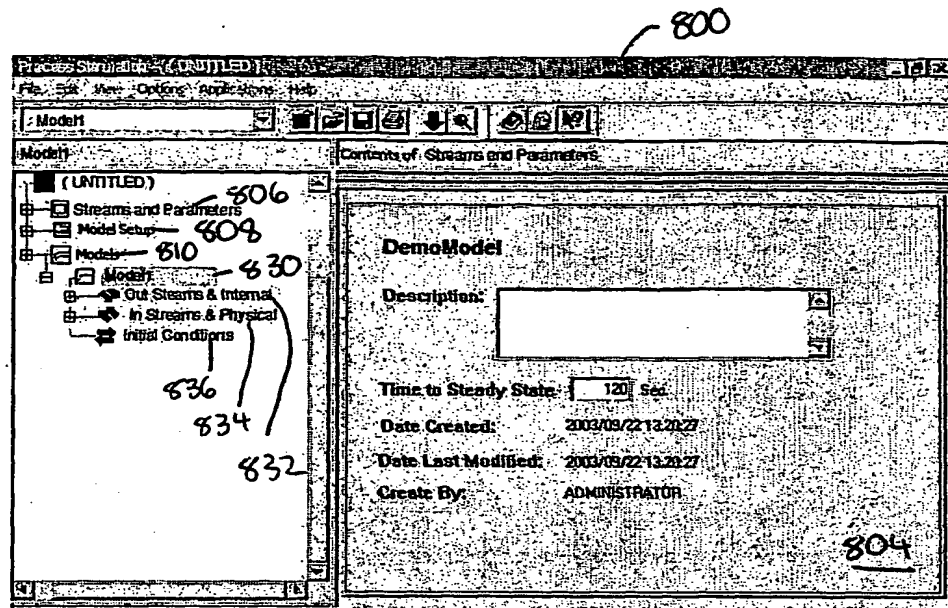 800
Process Simulation - ( UNTITLED )
File Edit View Options Applications Help
: Model1
Model1
Contents of Streams and Parameters
( UNTITLED )
Streams and Parameters 806
Model Setup 808
Models 810
Model1 830
Out Steams & Internal
In Streams & Physical
Initial Conditions
836
834
832
DemoModel
Description:
Time to Steady State 120 Sec
Date Created: 2003/09/22 13:20:27
Date Last Modified: 2003/09/22 13:20:27
Create By: ADMINISTRATOR
804